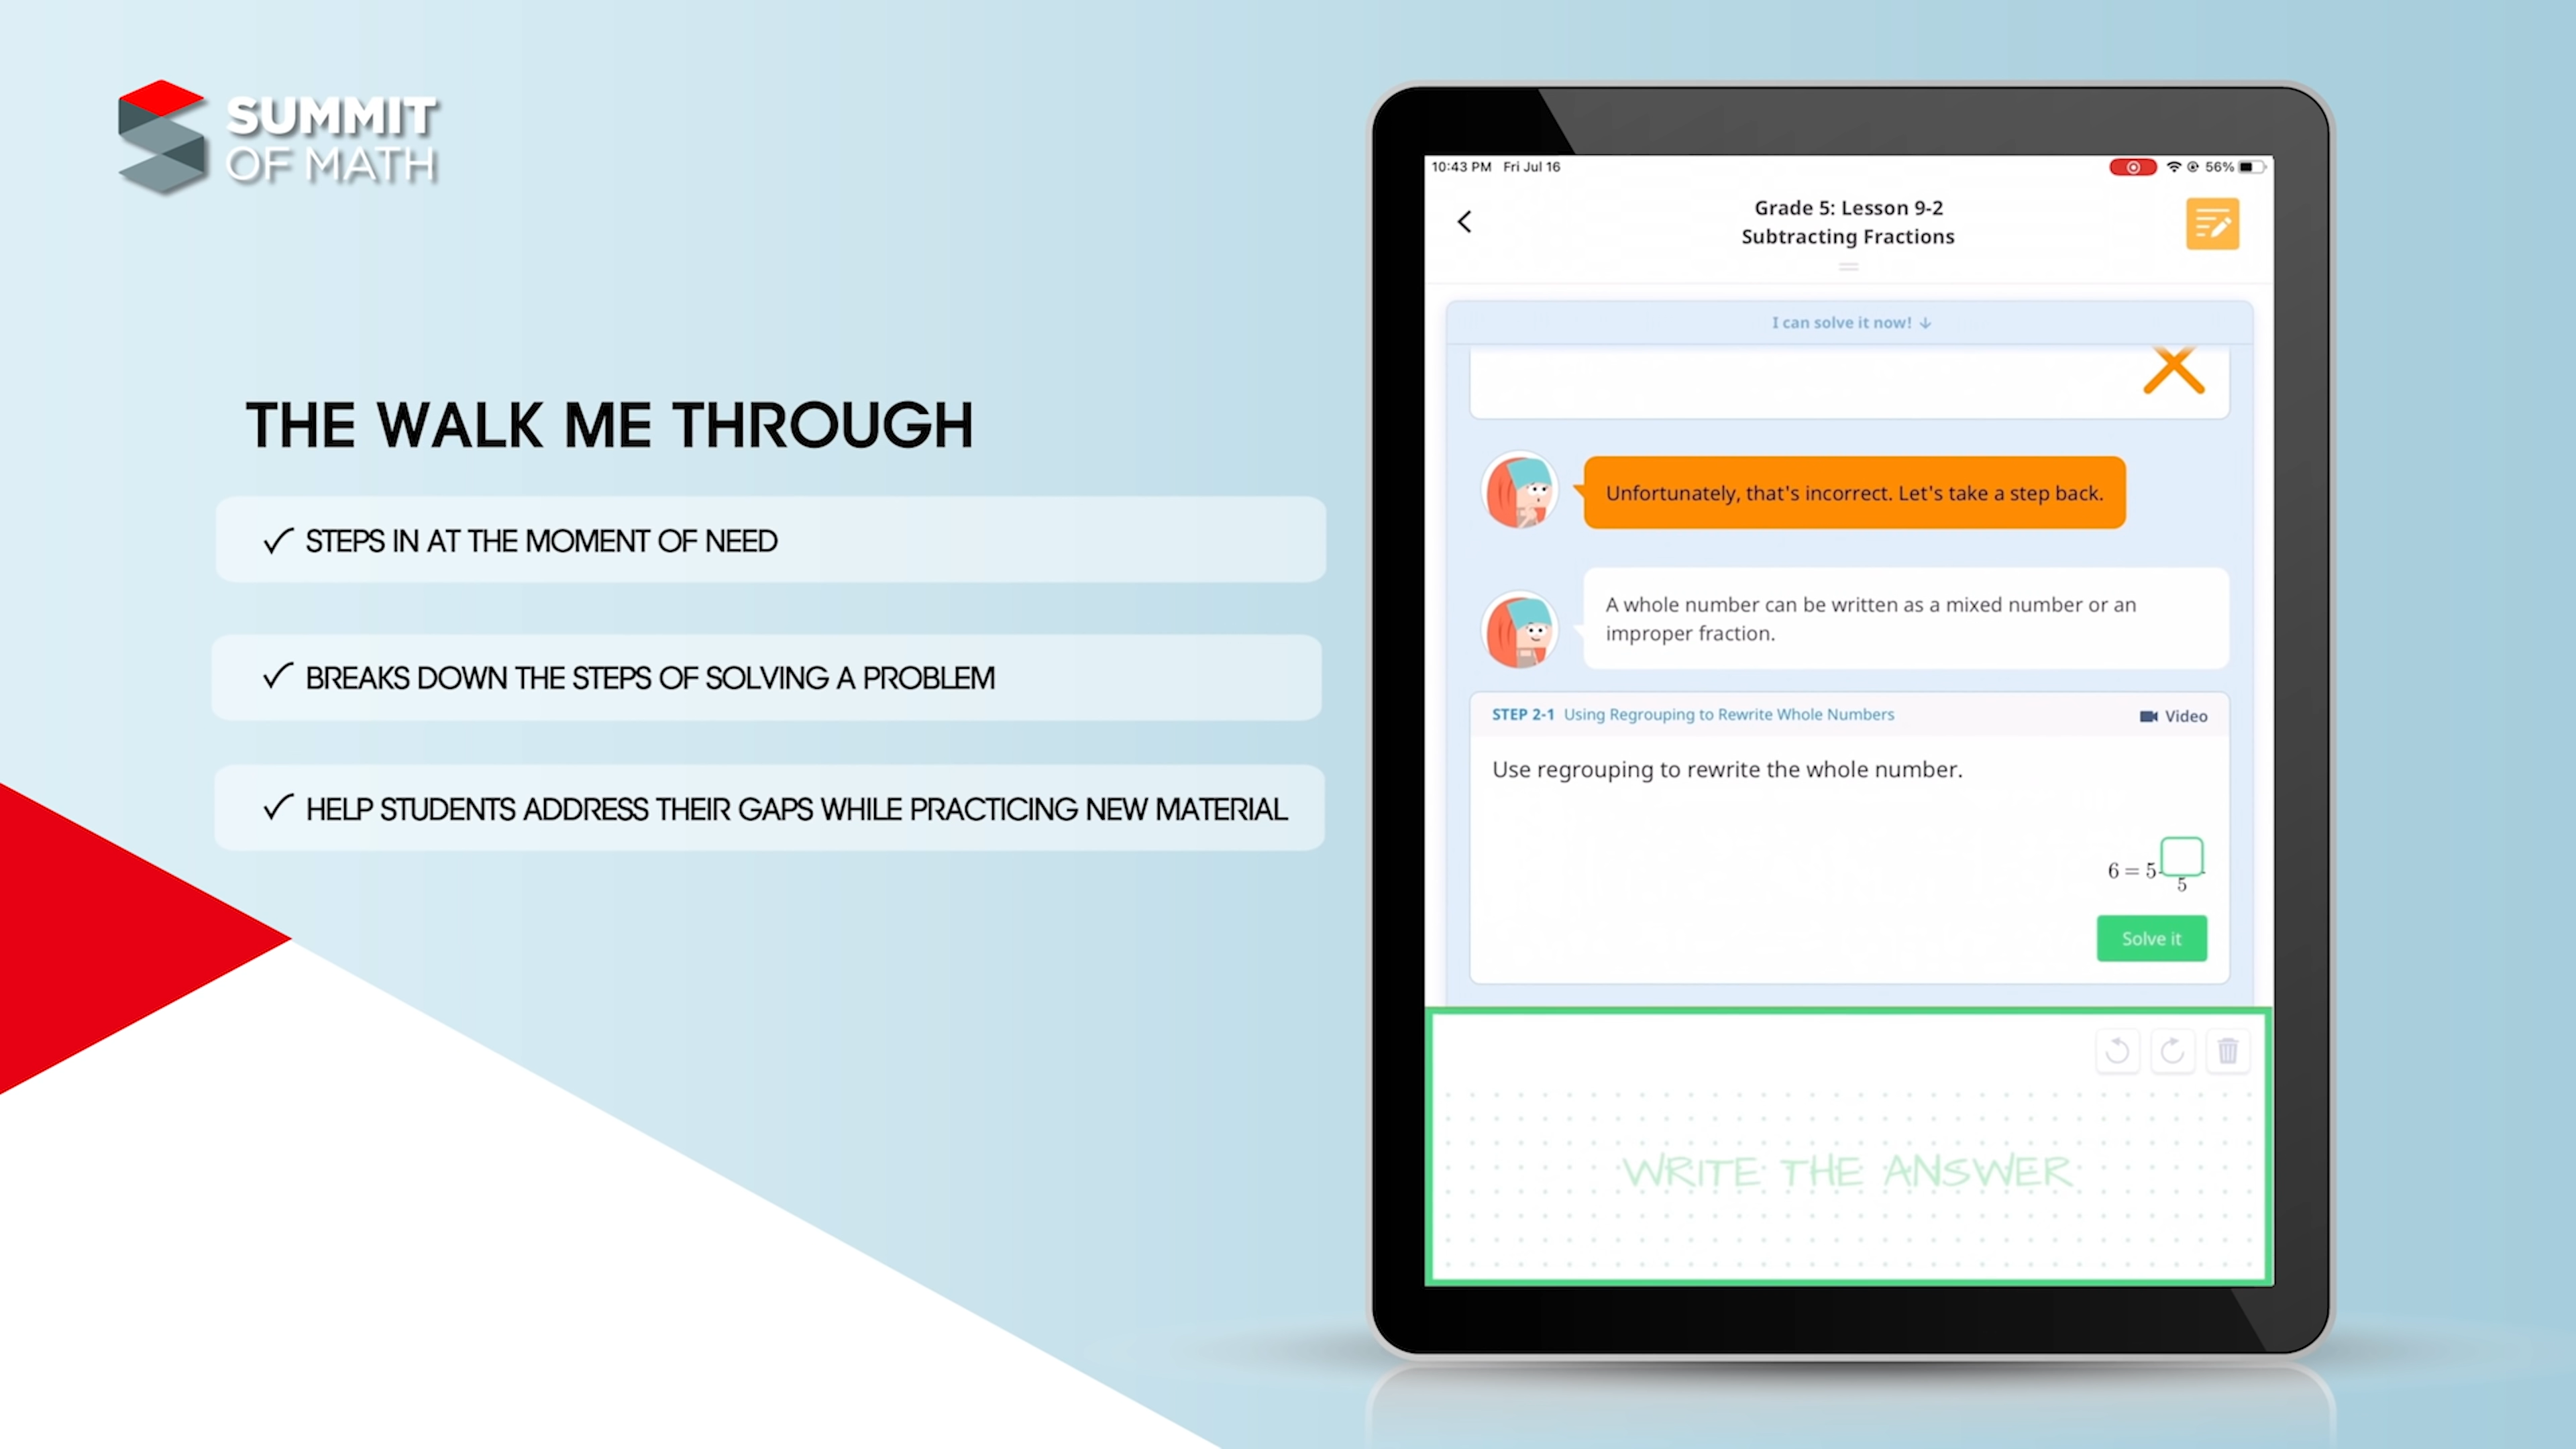 SUMMIT
OF MATH
THE WALK ME THROUGH
✓ STEPS IN AT THE MOMENT OF NEED
✓ BREAKS DOWN THE STEPS OF SOLVING A PROBLEM
✓ HELP STUDENTS ADDRESS THEIR GAPS WHILE PRACTICING NEW MATERIAL
10:43 PM Fri Jul 16
56%
Grade 5: Lesson 9-2
Subtracting Fractions
I can solve it now! ↓
Unfortunately, that's incorrect. Let's take a step back.
A whole number can be written as a mixed number or an
improper fraction.
STEP 2-1 Using Regrouping to Rewrite Whole Numbers
Video
Use regrouping to rewrite the whole number.
6 = 5
5
Solve it
WRITE THE ANSWER